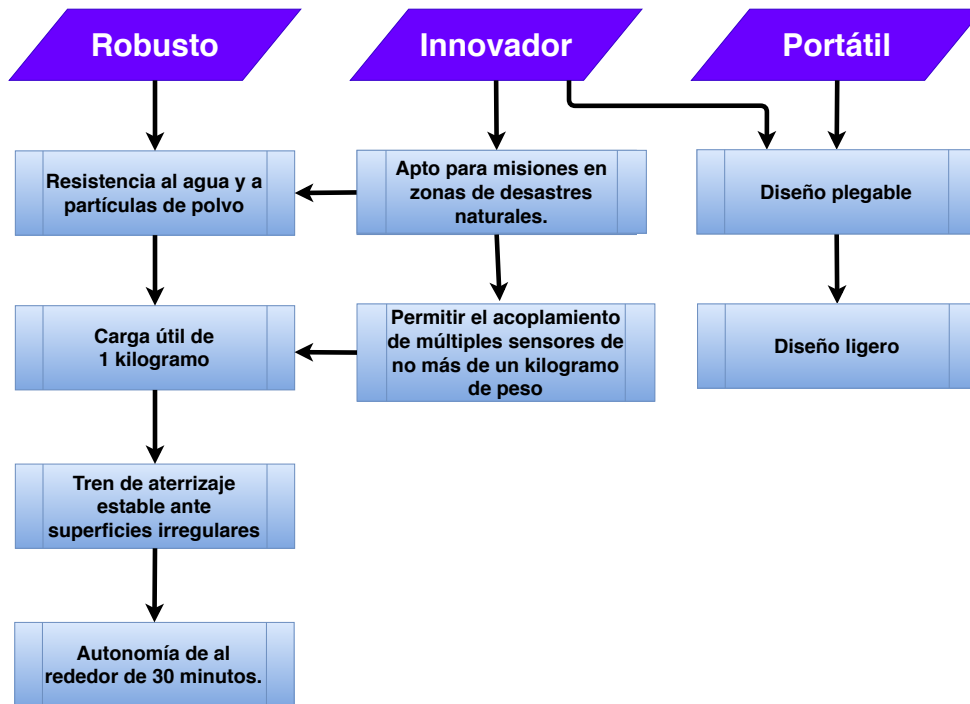 Robusto
Innovador
Portátil
Resistencia al agua y a
partículas de polvo
Apto para misiones en
zonas de desastres
naturales.
Diseño plegable
Carga útil de
1 kilogramo
Permitir el acoplamiento
de múltiples sensores de
no más de un kilogramo
de peso
Diseño ligero
Tren de aterrizaje
estable ante
superficies irregulares
Autonomía de al
rededor de 30 minutos.